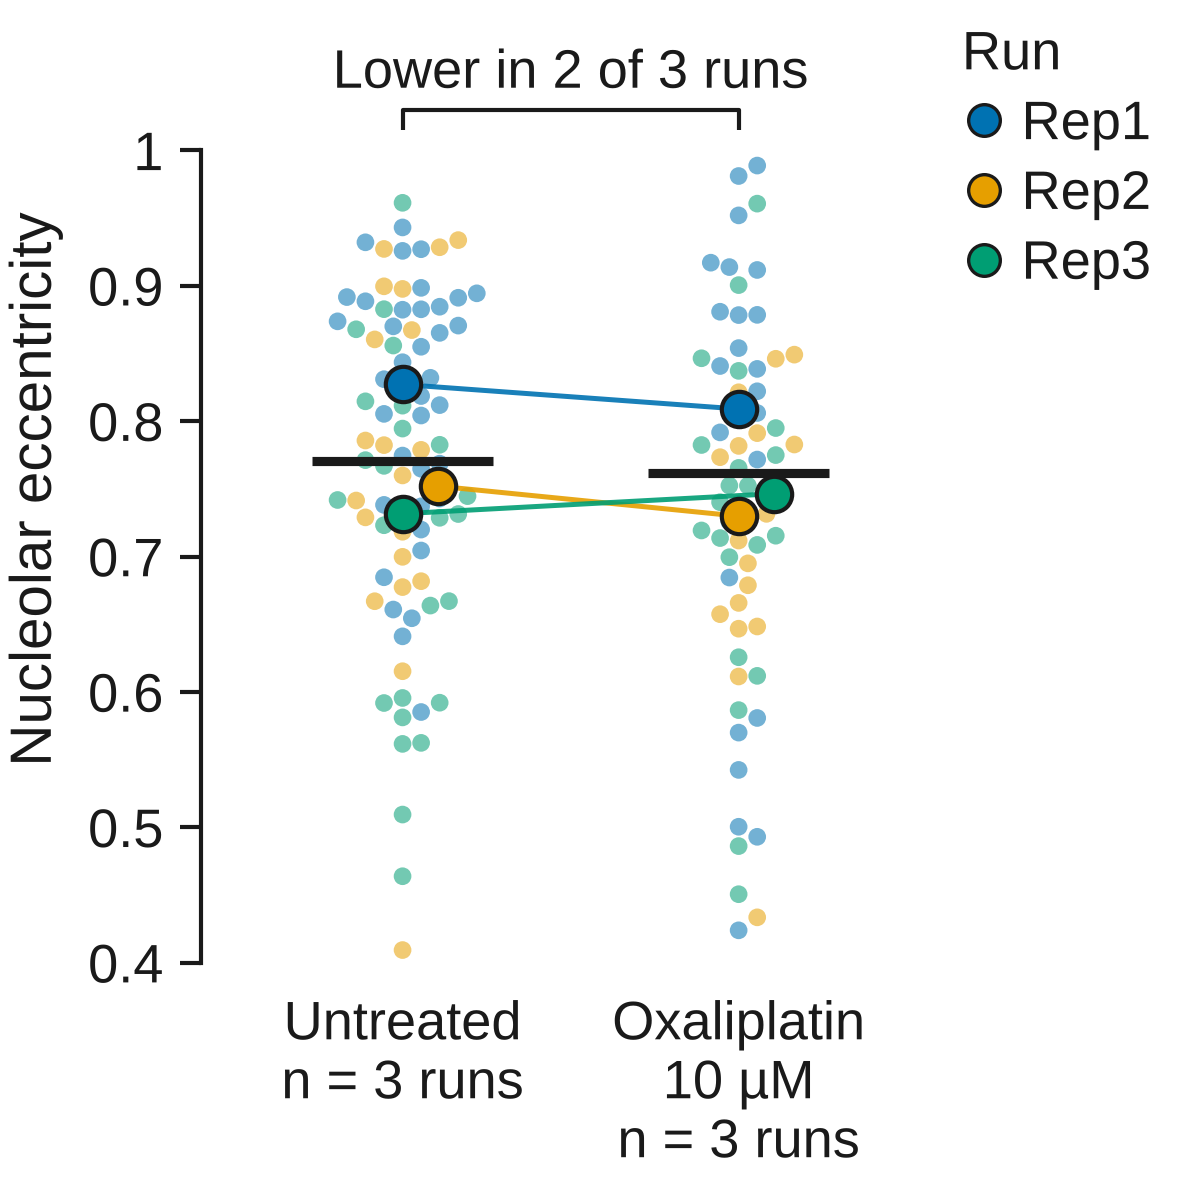 Lower in 2 of 3 runs
Run
Rep1
Rep2
Rep3
Nucleolar eccentricity
1
0.9
0.8
0.7
0.6
0.5
0.4
Untreated
n = 3 runs
Oxaliplatin
10 µM
n = 3 runs